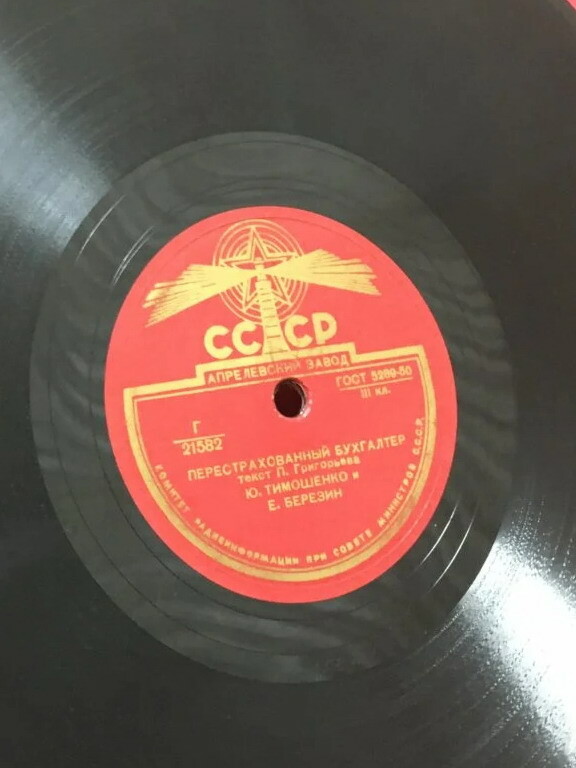 СССР
АПРЕЛЕВСКИЙ ЗАВОД
ГОСТ 5289-50
III кл.
Г
21582
ПЕРЕСТРАХОВАННЫЙ БУХГАЛТЕР
текст П. Григорьева
Ю. ТИМОШЕНКО и
Е. БЕРЕЗИН
КОМИТЕТ РАДИОИНФОРМАЦИИ ПРИ СОВЕТЕ МИНИСТРОВ С.С.С.Р.